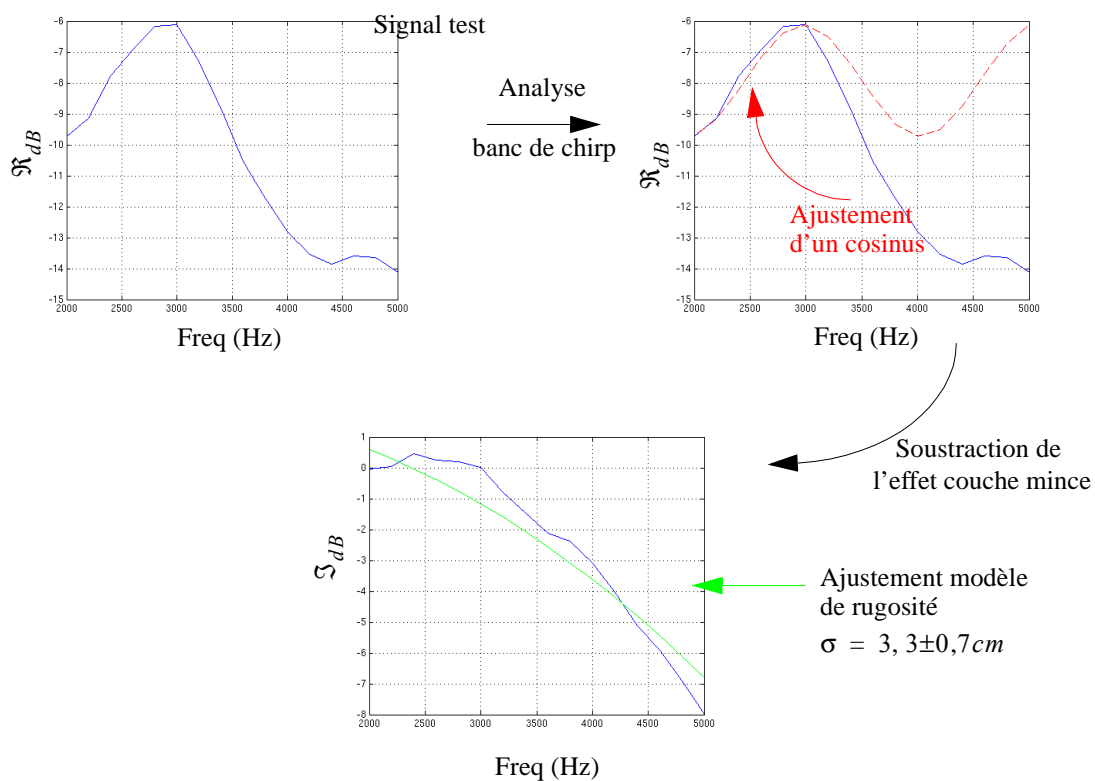 Signal test
-6
-7
-8
-9
-10
-11
-12
-13
-14
-15
ℜdB
2000 2500 3000 3500 4000 4500 5000
Freq (Hz)
Analyse
banc de chirp
-6
-7
-8
-9
-10
-11
-12
-13
-14
-15
ℜdB
Ajustement
d'un cosinus
2000 2500 3000 3500 4000 4500 5000
Freq (Hz)
Soustraction de
l'effet couche mince
1
0
-1
-2
-3
-4
-5
-6
-7
-8
ℑdB
2000 2500 3000 3500 4000 4500 5000
Freq (Hz)
Ajustement modèle
de rugosité
σ = 3, 3±0,7cm